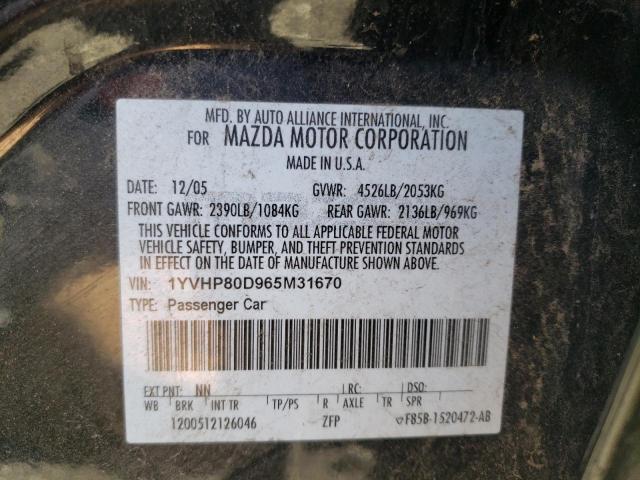 MFD. BY AUTO ALLIANCE INTERNATIONAL, INC.
FOR MAZDA MOTOR CORPORATION
MADE IN U.S.A.
DATE: 12/05 GVWR: 4526LB/2053KG
FRONT GAWR: 2390LB/1084KG REAR GAWR: 2136LB/969KG
THIS VEHICLE CONFORMS TO ALL APPLICABLE FEDERAL MOTOR
VEHICLE SAFETY, BUMPER, AND THEFT PREVENTION STANDARDS
IN EFFECT ON THE DATE OF MANUFACTURE SHOWN ABOVE.
VIN: 1YVHP80D965M31670
TYPE: Passenger Car
EXT PNT: NN LRC: DSO:
WB BRK INT TR TP/PS R AXLE TR SPR
1200512126046 ZFP F85B-1520472-AB